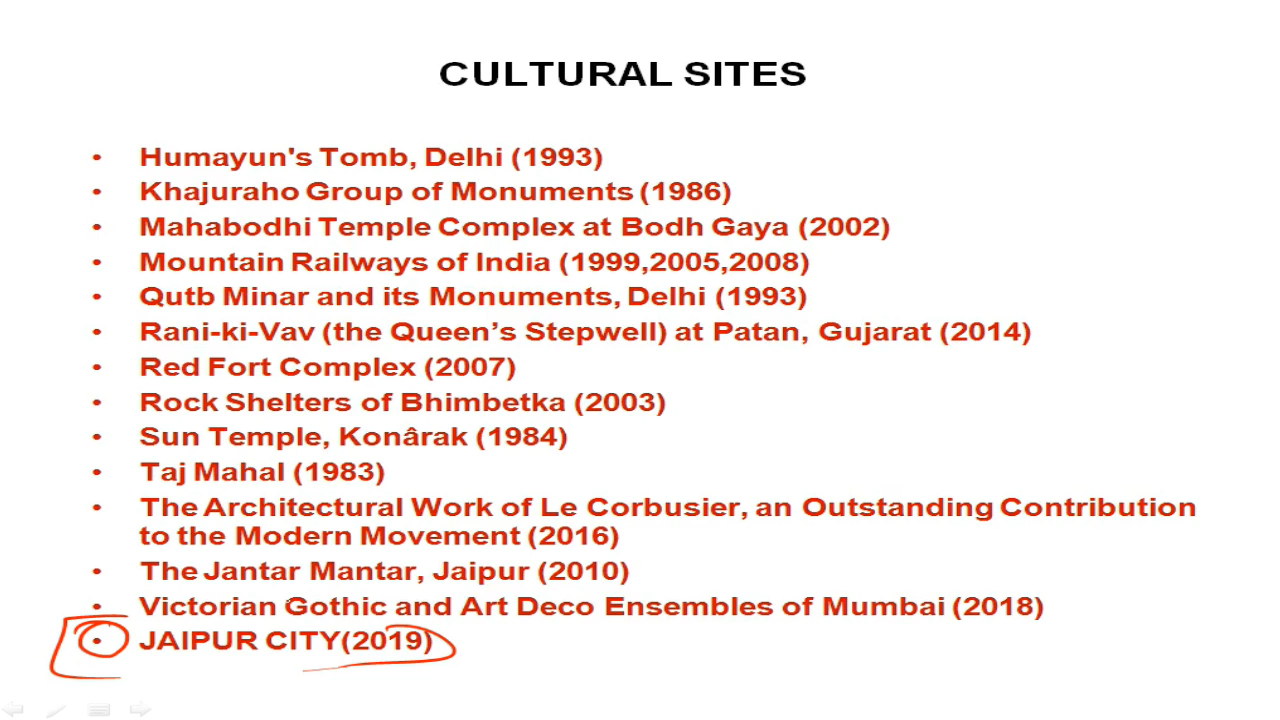 CULTURAL SITES
• Humayun's Tomb, Delhi (1993)
• Khajuraho Group of Monuments (1986)
• Mahabodhi Temple Complex at Bodh Gaya (2002)
• Mountain Railways of India (1999,2005,2008)
• Qutb Minar and its Monuments, Delhi (1993)
• Rani-ki-Vav (the Queen’s Stepwell) at Patan, Gujarat (2014)
• Red Fort Complex (2007)
• Rock Shelters of Bhimbetka (2003)
• Sun Temple, Konârak (1984)
• Taj Mahal (1983)
• The Architectural Work of Le Corbusier, an Outstanding Contribution
to the Modern Movement (2016)
• The Jantar Mantar, Jaipur (2010)
• Victorian Gothic and Art Deco Ensembles of Mumbai (2018)
• JAIPUR CITY(2019)